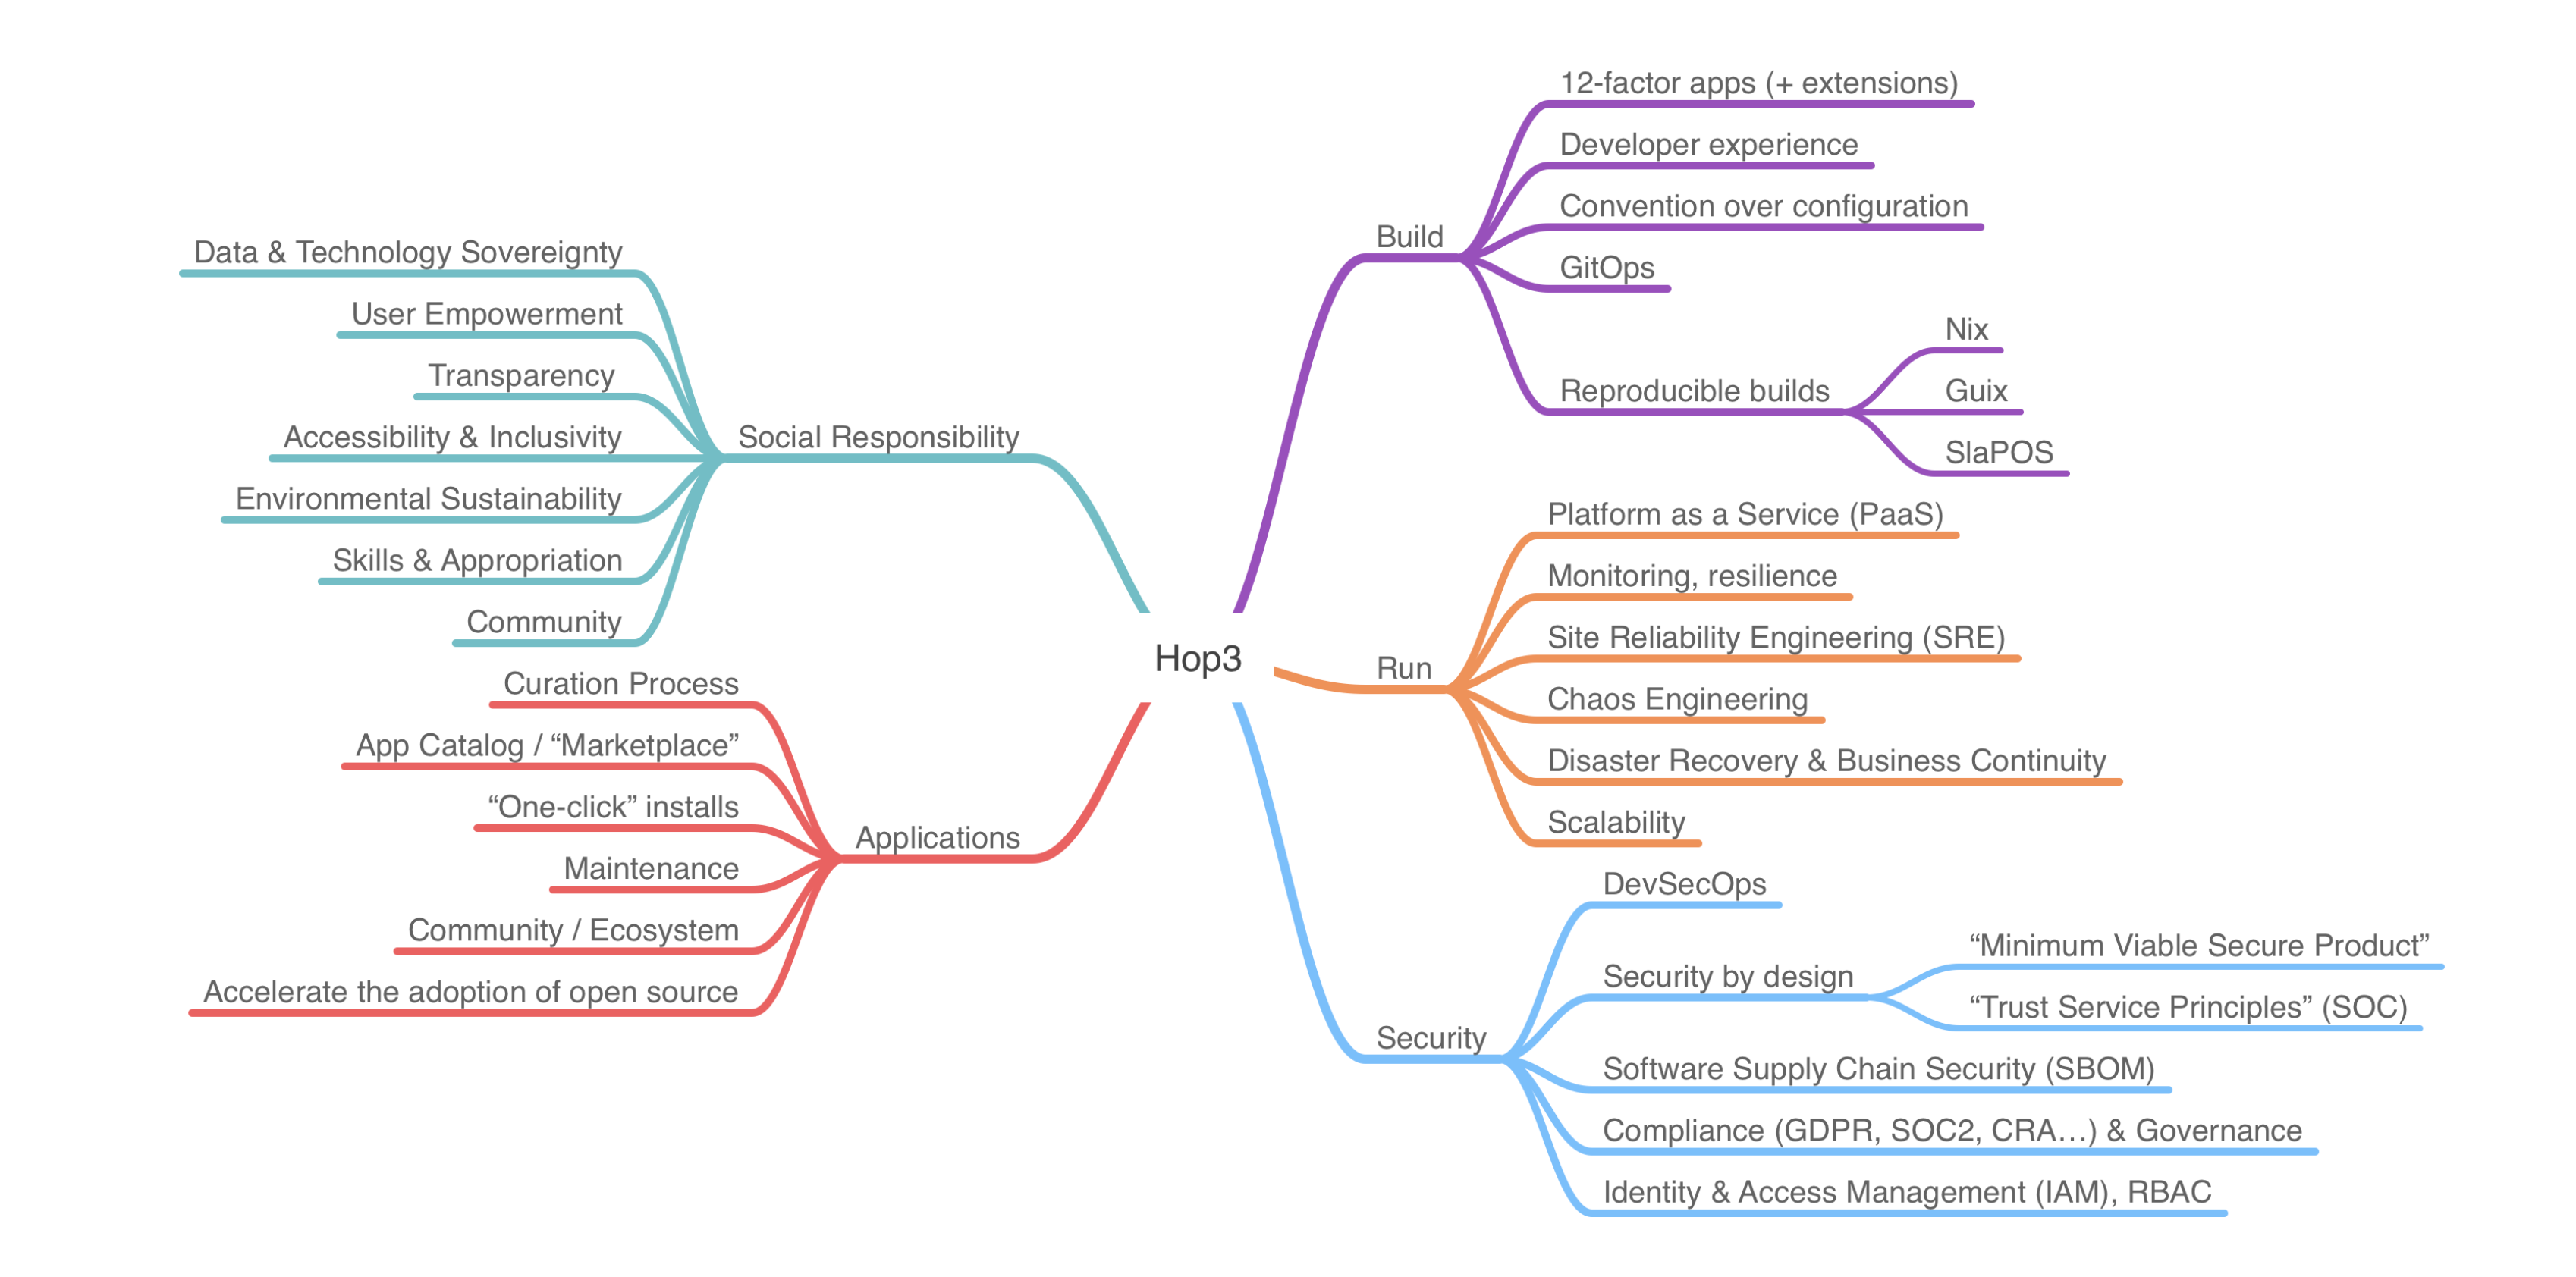 Hop3
Build
12-factor apps (+ extensions)
Developer experience
Convention over configuration
GitOps
Reproducible builds
Nix
Guix
SlaPOS
Run
Platform as a Service (PaaS)
Monitoring, resilience
Site Reliability Engineering (SRE)
Chaos Engineering
Disaster Recovery & Business Continuity
Scalability
Security
DevSecOps
Security by design
“Minimum Viable Secure Product”
“Trust Service Principles” (SOC)
Software Supply Chain Security (SBOM)
Compliance (GDPR, SOC2, CRA…) & Governance
Identity & Access Management (IAM), RBAC
Social Responsibility
Data & Technology Sovereignty
User Empowerment
Transparency
Accessibility & Inclusivity
Environmental Sustainability
Skills & Appropriation
Community
Applications
Curation Process
App Catalog / “Marketplace”
“One-click” installs
Maintenance
Community / Ecosystem
Accelerate the adoption of open source